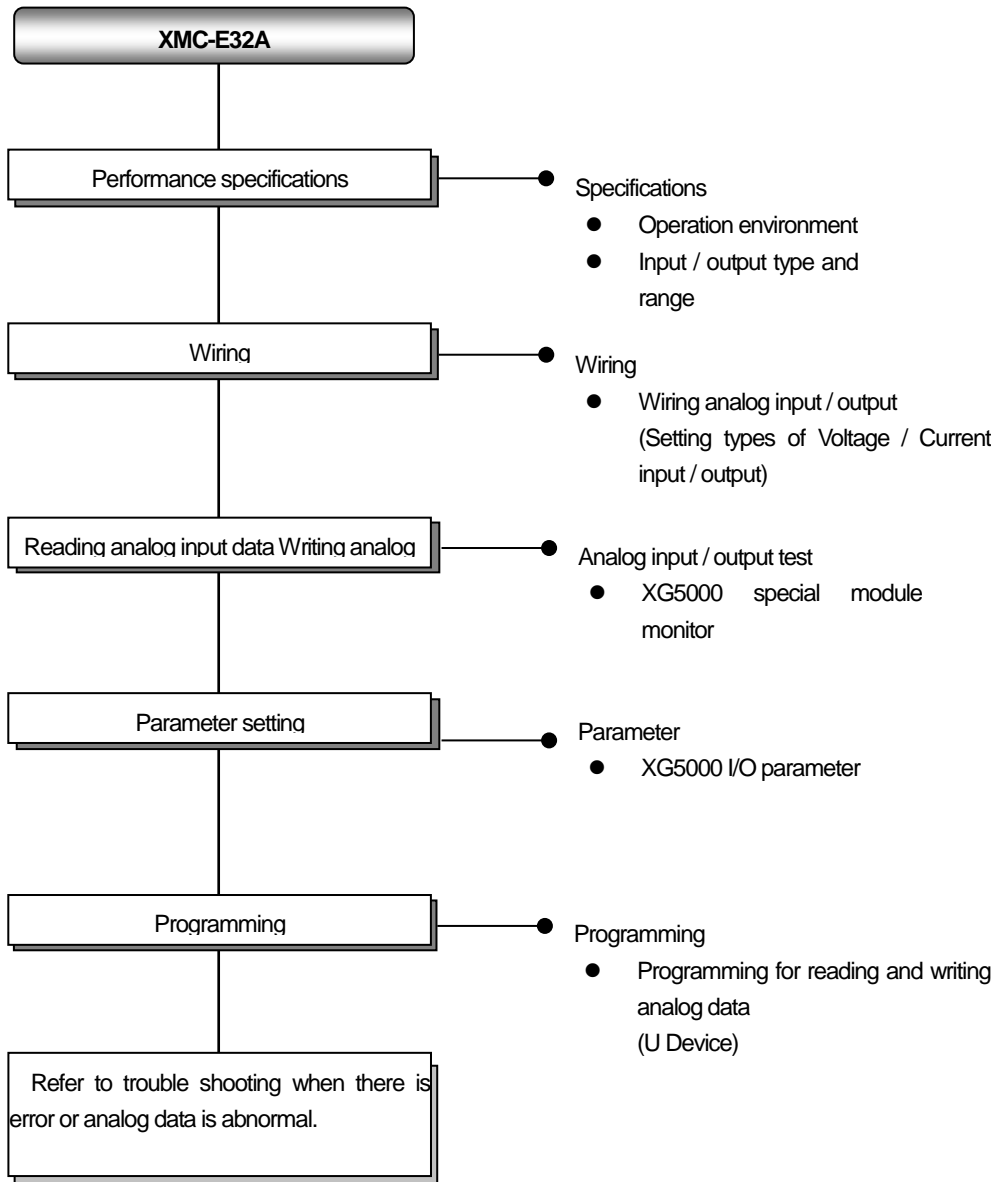 XMC-E32A
Performance specifications
Specifications
● Operation environment
● Input / output type and
range
Wiring
Wiring
● Wiring analog input / output
(Setting types of Voltage / Current
input / output)
Reading analog input data Writing analog
Analog input / output test
● XG5000 special module
monitor
Parameter setting
Parameter
● XG5000 I/O parameter
Programming
Programming
● Programming for reading and writing
analog data
(U Device)
Refer to trouble shooting when there is
error or analog data is abnormal.